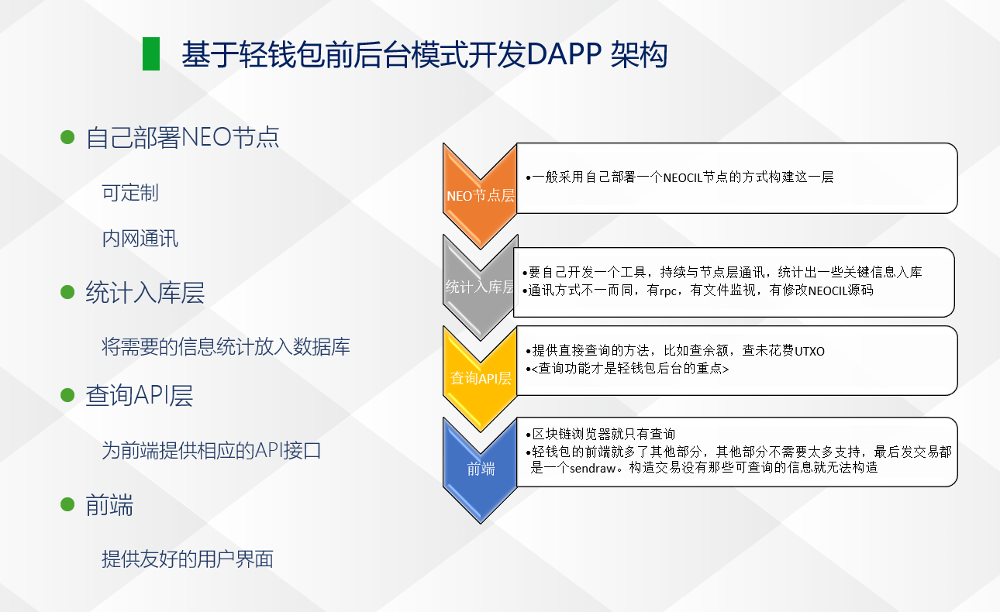 基于轻钱包前后台模式开发DAPP 架构
自己部署NEO节点
可定制
内网通讯
统计入库层
将需要的信息统计放入数据库
查询API层
为前端提供相应的API接口
前端
提供友好的用户界面
NEO节点层
•一般采用自己部署一个NEOCIL节点的方式构建这一层
统计入库层
•要自己开发一个工具，持续与节点层通讯，统计出一些关键信息入库
•通讯方式不一而同，有rpc，有文件监视，有修改NEOCIL源码
查询API层
•提供直接查询的方法，比如查余额，查未花费UTXO
•<查询功能才是轻钱包后台的重点>
前端
•区块链浏览器就只有查询
•轻钱包的前端就多了其他部分，其他部分不需要太多支持，最后发交易都
是一个sendraw。构造交易没有那些可查询的信息就无法构造